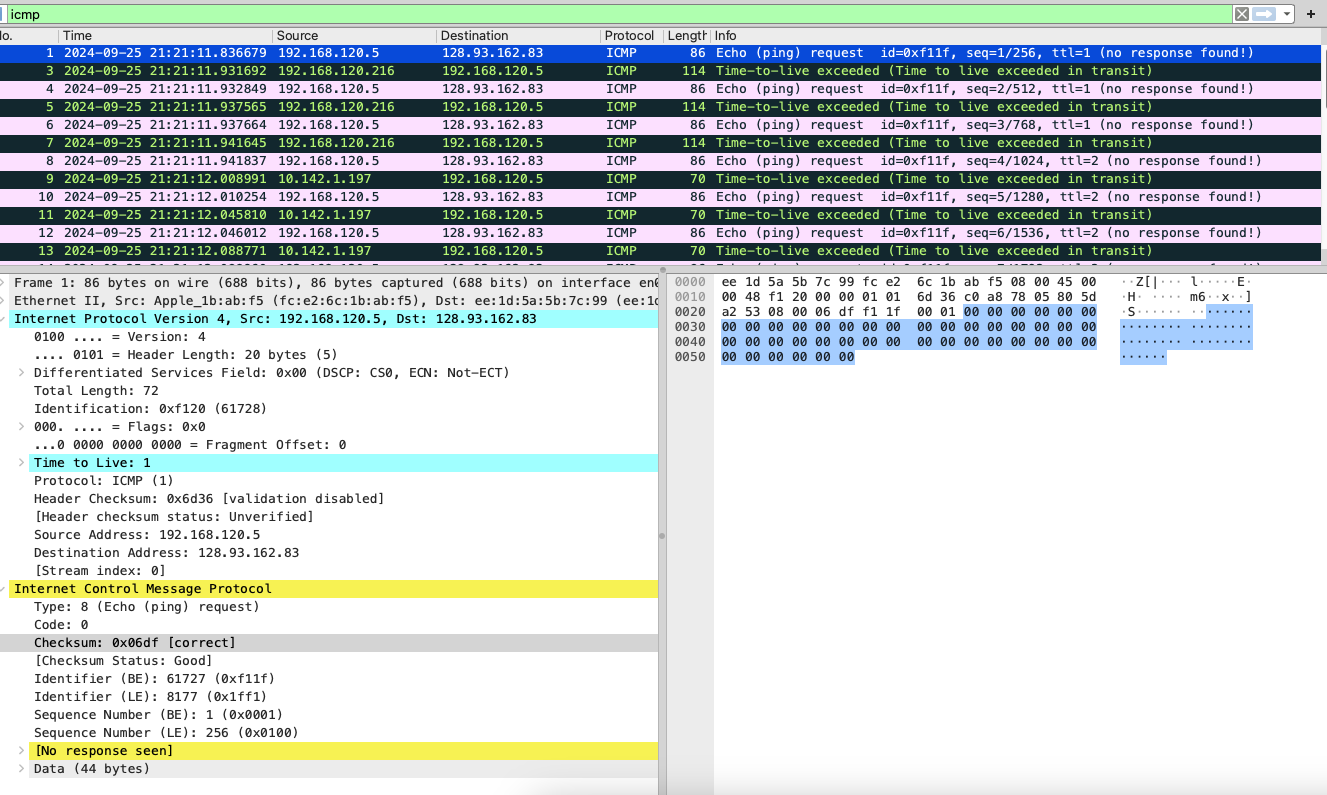 icmp
No. Time Source Destination Protocol Length Info
1 2024-09-25 21:21:11.836679 192.168.120.5 128.93.162.83 ICMP 86 Echo (ping) request id=0xf11f, seq=1/256, ttl=1 (no response found!)
3 2024-09-25 21:21:11.931692 192.168.120.216 192.168.120.5 ICMP 114 Time-to-live exceeded (Time to live exceeded in transit)
4 2024-09-25 21:21:11.932849 192.168.120.5 128.93.162.83 ICMP 86 Echo (ping) request id=0xf11f, seq=2/512, ttl=1 (no response found!)
5 2024-09-25 21:21:11.937565 192.168.120.216 192.168.120.5 ICMP 114 Time-to-live exceeded (Time to live exceeded in transit)
6 2024-09-25 21:21:11.937664 192.168.120.5 128.93.162.83 ICMP 86 Echo (ping) request id=0xf11f, seq=3/768, ttl=1 (no response found!)
7 2024-09-25 21:21:11.941645 192.168.120.216 192.168.120.5 ICMP 114 Time-to-live exceeded (Time to live exceeded in transit)
8 2024-09-25 21:21:11.941837 192.168.120.5 128.93.162.83 ICMP 86 Echo (ping) request id=0xf11f, seq=4/1024, ttl=2 (no response found!)
9 2024-09-25 21:21:12.008991 10.142.1.197 192.168.120.5 ICMP 70 Time-to-live exceeded (Time to live exceeded in transit)
10 2024-09-25 21:21:12.010254 192.168.120.5 128.93.162.83 ICMP 86 Echo (ping) request id=0xf11f, seq=5/1280, ttl=2 (no response found!)
11 2024-09-25 21:21:12.045810 10.142.1.197 192.168.120.5 ICMP 70 Time-to-live exceeded (Time to live exceeded in transit)
12 2024-09-25 21:21:12.046012 192.168.120.5 128.93.162.83 ICMP 86 Echo (ping) request id=0xf11f, seq=6/1536, ttl=2 (no response found!)
13 2024-09-25 21:21:12.088771 10.142.1.197 192.168.120.5 ICMP 70 Time-to-live exceeded (Time to live exceeded in transit)
Frame 1: 86 bytes on wire (688 bits), 86 bytes captured (688 bits) on interface en0
Ethernet II, Src: Apple_1b:ab:f5 (fc:e2:6c:1b:ab:f5), Dst: ee:1d:5a:5b:7c:99 (ee:1d
Internet Protocol Version 4, Src: 192.168.120.5, Dst: 128.93.162.83
0100 .... = Version: 4
.... 0101 = Header Length: 20 bytes (5)
Differentiated Services Field: 0x00 (DSCP: CS0, ECN: Not-ECT)
Total Length: 72
Identification: 0xf120 (61728)
000. .... = Flags: 0x0
...0 0000 0000 0000 = Fragment Offset: 0
Time to Live: 1
Protocol: ICMP (1)
Header Checksum: 0x6d36 [validation disabled]
[Header checksum status: Unverified]
Source Address: 192.168.120.5
Destination Address: 128.93.162.83
[Stream index: 0]
Internet Control Message Protocol
Type: 8 (Echo (ping) request)
Code: 0
Checksum: 0x06df [correct]
[Checksum Status: Good]
Identifier (BE): 61727 (0xf11f)
Identifier (LE): 8177 (0x1ff1)
Sequence Number (BE): 1 (0x0001)
Sequence Number (LE): 256 (0x0100)
[No response seen]
Data (44 bytes)
0000 ee 1d 5a 5b 7c 99 fc e2 6c 1b ab f5 08 00 45 00 ··Z[|··· l·····E·
0010 00 48 f1 20 00 00 01 01 6d 36 c0 a8 78 05 80 5d ·H· ···· m6··x··]
0020 a2 53 08 00 06 df f1 1f 00 01 00 00 00 00 00 00 ·S······ ········
0030 00 00 00 00 00 00 00 00 00 00 00 00 00 00 00 00 ········ ········
0040 00 00 00 00 00 00 00 00 00 00 00 00 00 00 00 00 ········ ········
0050 00 00 00 00 00 00 ······